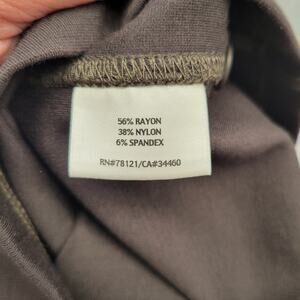 56% RAYON
38% NYLON
6% SPANDEX
RN#78121/CA#34460